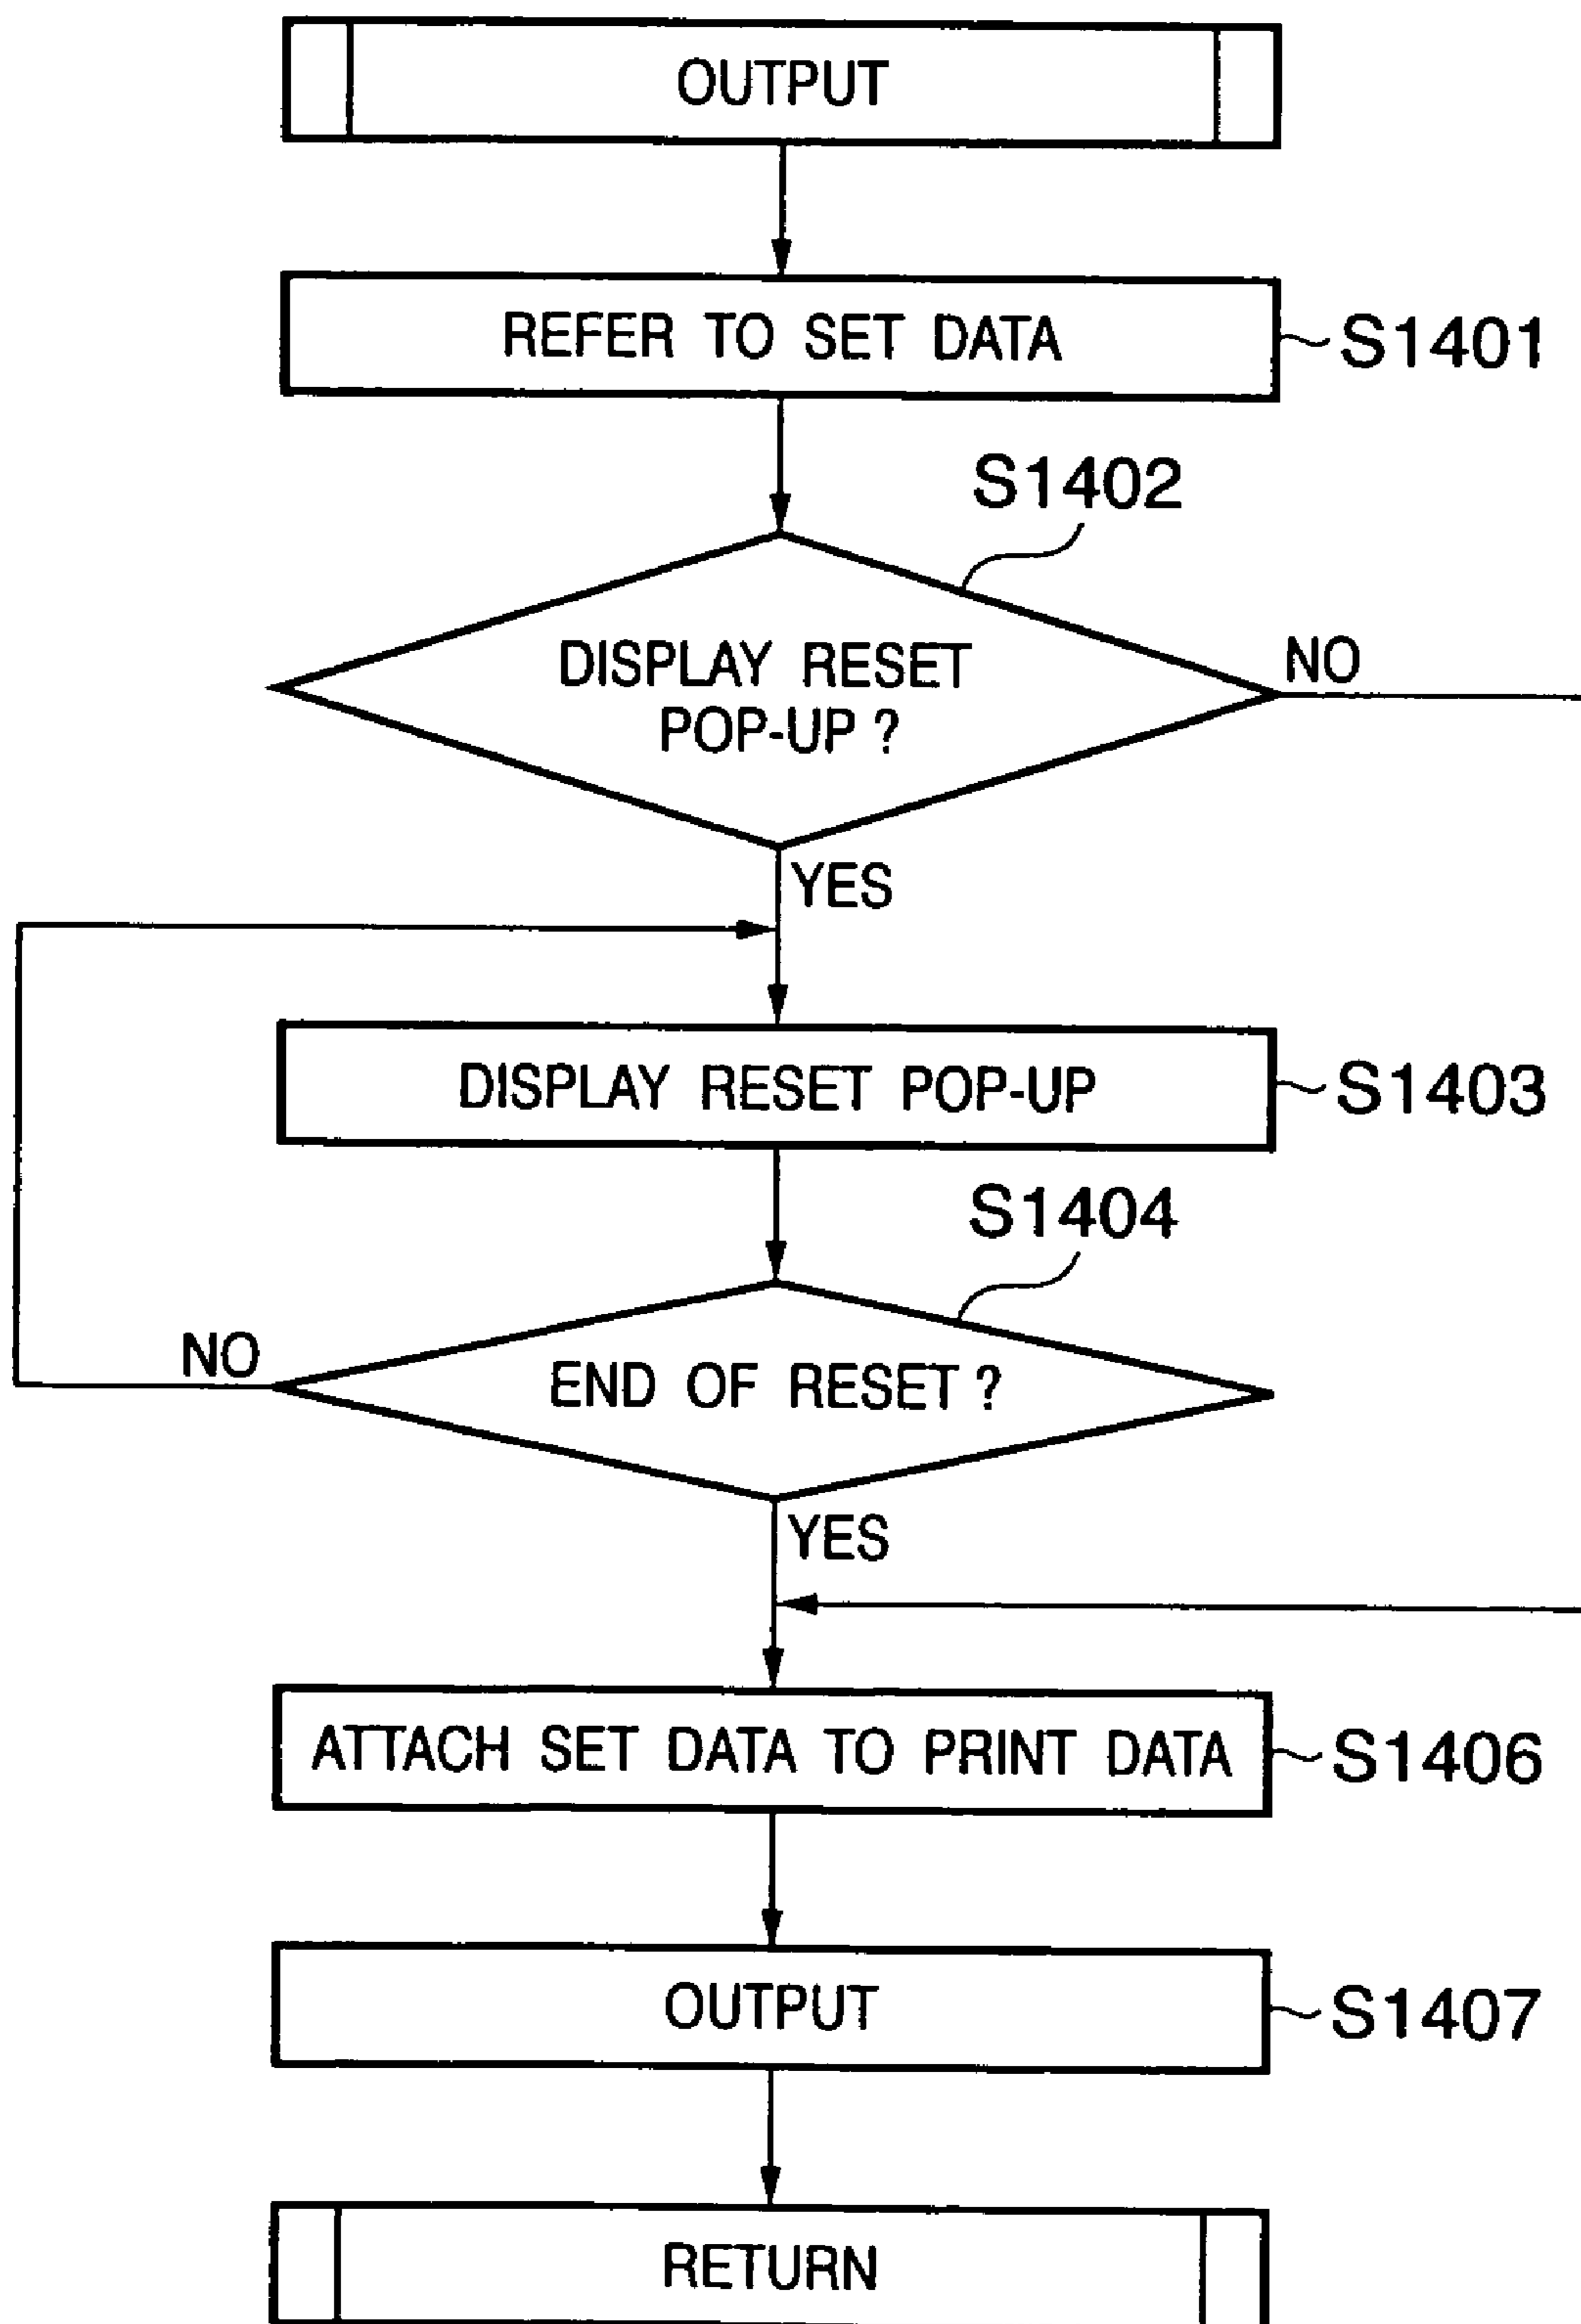 OUTPUT
REFER TO SET DATA
S1401
S1402
DISPLAY RESET
POP-UP ?
NO
YES
DISPLAY RESET POP-UP
S1403
S1404
NO
END OF RESET ?
YES
ATTACH SET DATA TO PRINT DATA
S1406
OUTPUT
S1407
RETURN